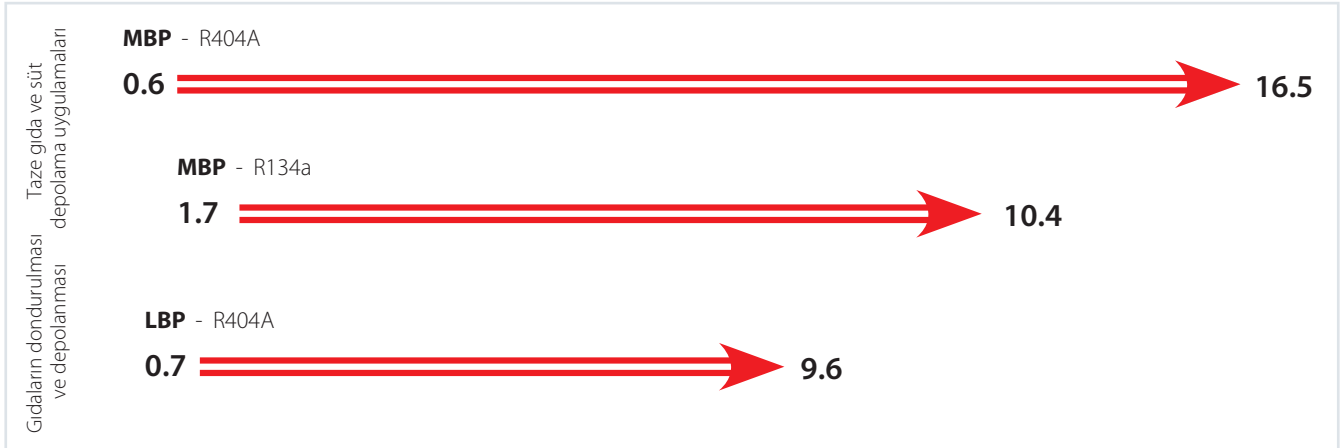 Taze gıda ve süt
depolama uygulamaları
MBP - R404A
0.6 16.5
MBP - R134a
1.7 10.4
Gıdaların dondurulması
ve depolanması
LBP - R404A
0.7 9.6